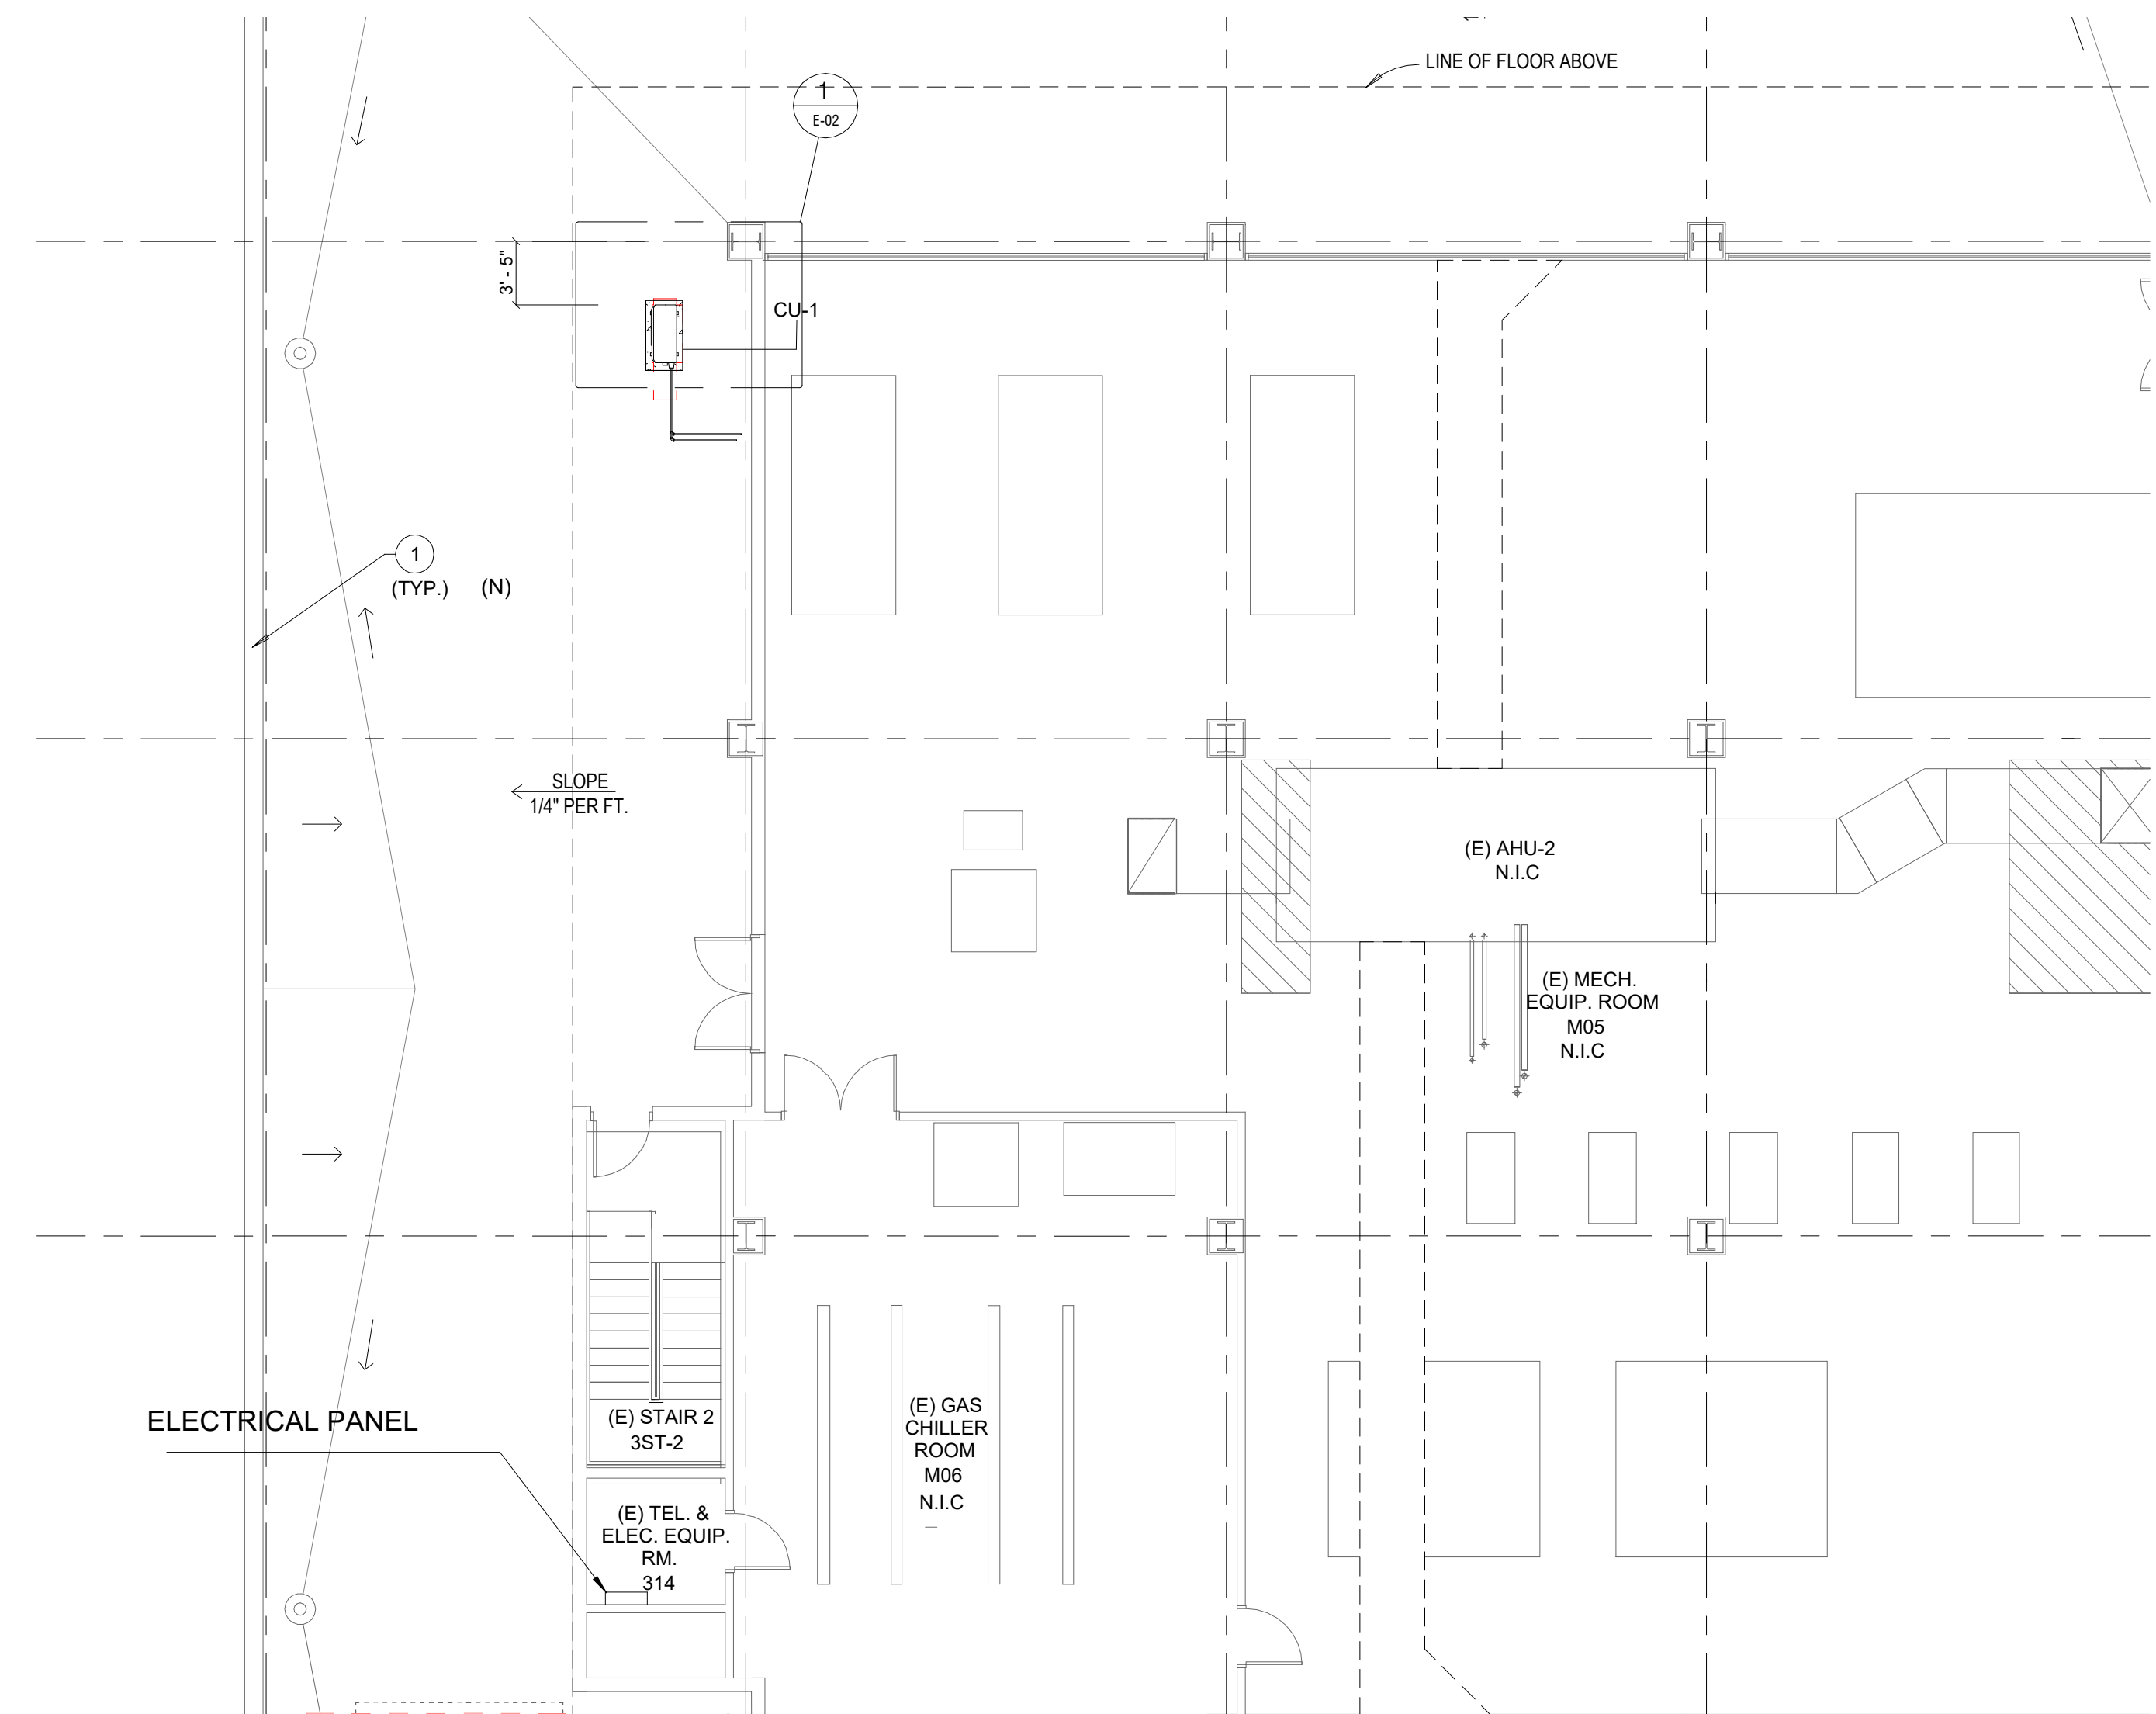 LINE OF FLOOR ABOVE
1
E-02
3' - 5"
CU-1
1
(TYP.)
(N)
SLOPE
1/4" PER FT.
(E) AHU-2
N.I.C
(E) MECH.
EQUIP. ROOM
M05
N.I.C
ELECTRICAL PANEL
(E) STAIR 2
3ST-2
(E) GAS
CHILLER
ROOM
M06
N.I.C
(E) TEL. &
ELEC. EQUIP.
RM.
314